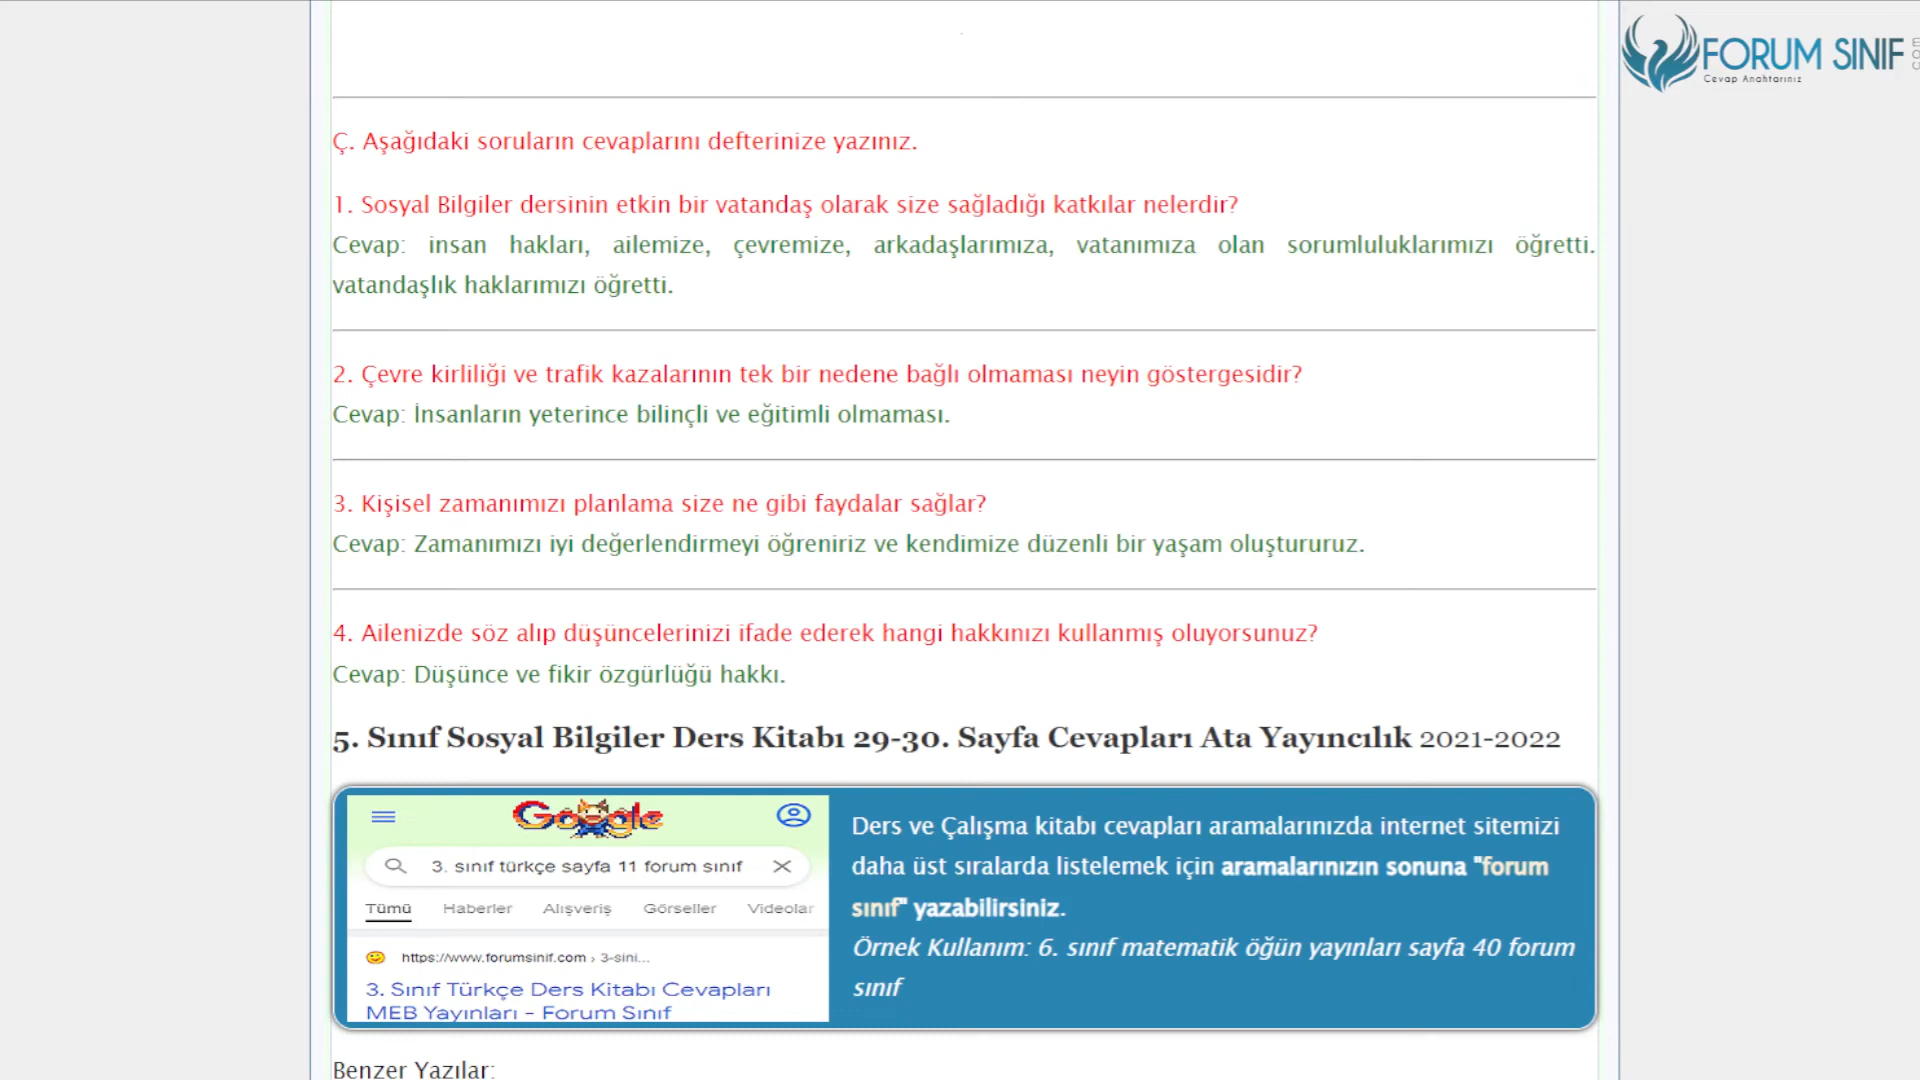 FORUM SINIF
Cevap Anahtarınız
Ç. Aşağıdaki soruların cevaplarını defterinize yazınız.
1. Sosyal Bilgiler dersinin etkin bir vatandaş olarak size sağladığı katkılar nelerdir?
Cevap: insan hakları, ailemize, çevremize, arkadaşlarımıza, vatanımıza olan sorumluluklarımızı öğretti.
vatandaşlık haklarımızı öğretti.
2. Çevre kirliliği ve trafik kazalarının tek bir nedene bağlı olmaması neyin göstergesidir?
Cevap: İnsanların yeterince bilinçli ve eğitimli olmaması.
3. Kişisel zamanımızı planlama size ne gibi faydalar sağlar?
Cevap: Zamanımızı iyi değerlendirmeyi öğreniriz ve kendimize düzenli bir yaşam oluştururuz.
4. Ailenizde söz alıp düşüncelerinizi ifade ederek hangi hakkınızı kullanmış oluyorsunuz?
Cevap: Düşünce ve fikir özgürlüğü hakkı.
5. Sınıf Sosyal Bilgiler Ders Kitabı 29-30. Sayfa Cevapları Ata Yayıncılık 2021-2022
Google
3. sınıf türkçe sayfa 11 forum sınıf
Tümü Haberler Alışveriş Görseller Videolar
https://www.forumsinif.com › 3-sini...
3. Sınıf Türkçe Ders Kitabı Cevapları
MEB Yayınları - Forum Sınıf
Ders ve Çalışma kitabı cevapları aramalarınızda internet sitemizi
daha üst sıralarda listelemek için aramalarınızın sonuna "forum
sınıf" yazabilirsiniz.
Örnek Kullanım: 6. sınıf matematik öğün yayınları sayfa 40 forum
sınıf
Benzer Yazılar: